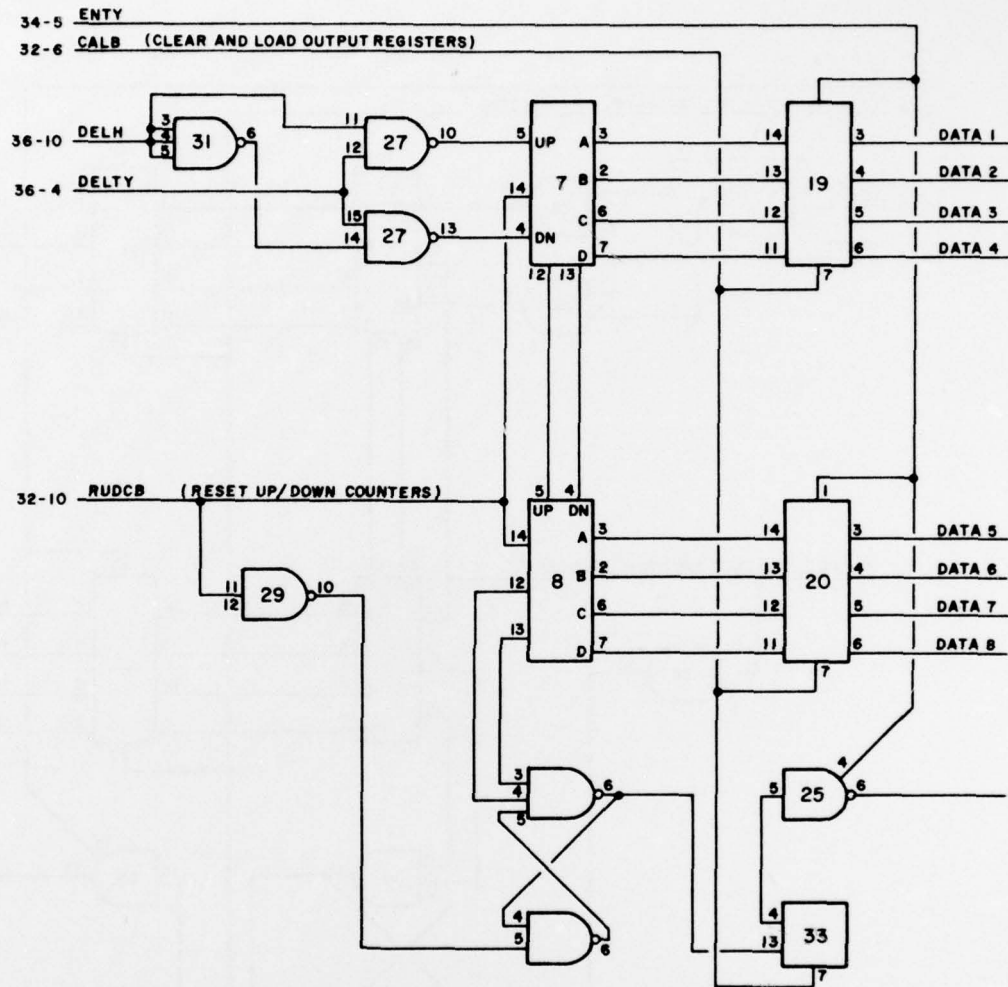 34-5 ENTY
32-6 CALB (CLEAR AND LOAD OUTPUT REGISTERS)
36-10 DELH
3
4
5
31
6
11
12
27
10
5 UP A 3
14 3 DATA 1
36-4 DELTY
14
7
B 2
13
19
4 DATA 2
15
14
27
13
C 6
12
5 DATA 3
4 DN
D 7
11
6 DATA 4
12 13
7
32-10 RUDCB (RESET UP/DOWN COUNTERS)
5 4
UP DN
1
14
A 3
14
3 DATA 5
11
12
29
10
12
8
B 2
13
20
4 DATA 6
13
C 6
12
5 DATA 7
D 7
11
6 DATA 8
7
3
4
5
6
4
5
25
6
4
5
6
4
13
33
7